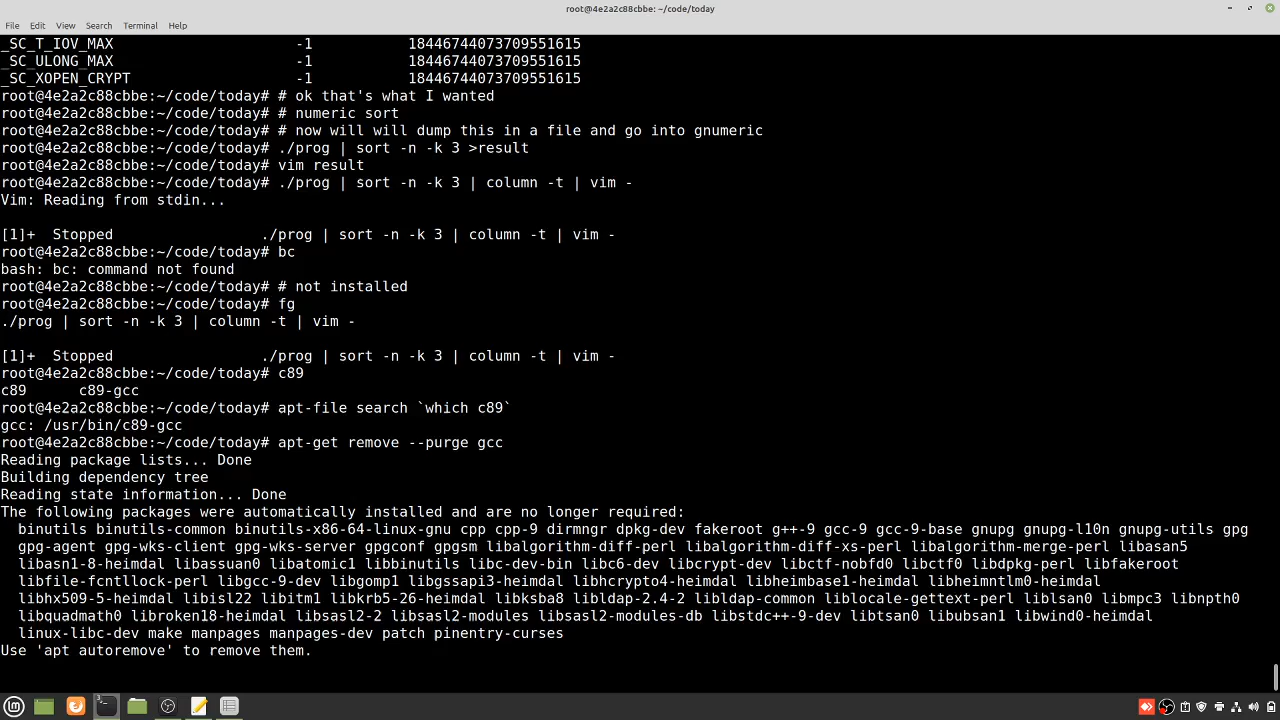 root@4e2a2c88cbbe: ~/code/today
File Edit View Search Terminal Help
_SC_T_IOV_MAX -1 18446744073709551615
_SC_ULONG_MAX -1 18446744073709551615
_SC_XOPEN_CRYPT -1 18446744073709551615
root@4e2a2c88cbbe:~/code/today# # ok that's what I wanted
root@4e2a2c88cbbe:~/code/today# # numeric sort
root@4e2a2c88cbbe:~/code/today# # now will will dump this in a file and go into gnumeric
root@4e2a2c88cbbe:~/code/today# ./prog | sort -n -k 3 >result
root@4e2a2c88cbbe:~/code/today# vim result
root@4e2a2c88cbbe:~/code/today# ./prog | sort -n -k 3 | column -t | vim -
Vim: Reading from stdin...
[1]+ Stopped ./prog | sort -n -k 3 | column -t | vim -
root@4e2a2c88cbbe:~/code/today# bc
bash: bc: command not found
root@4e2a2c88cbbe:~/code/today# # not installed
root@4e2a2c88cbbe:~/code/today# fg
./prog | sort -n -k 3 | column -t | vim -
[1]+ Stopped ./prog | sort -n -k 3 | column -t | vim -
root@4e2a2c88cbbe:~/code/today# c89
c89 c89-gcc
root@4e2a2c88cbbe:~/code/today# apt-file search `which c89`
gcc: /usr/bin/c89-gcc
root@4e2a2c88cbbe:~/code/today# apt-get remove --purge gcc
Reading package lists... Done
Building dependency tree
Reading state information... Done
The following packages were automatically installed and are no longer required:
binutils binutils-common binutils-x86-64-linux-gnu cpp cpp-9 dirmngr dpkg-dev fakeroot g++-9 gcc-9 gcc-9-base gnupg gnupg-l10n gnupg-utils gpg
gpg-agent gpg-wks-client gpg-wks-server gpgconf gpgsm libalgorithm-diff-perl libalgorithm-diff-xs-perl libalgorithm-merge-perl libasan5
libasn1-8-heimdal libassuan0 libatomic1 libbinutils libc-dev-bin libc6-dev libcrypt-dev libctf-nobfd0 libctf0 libdpkg-perl libfakeroot
libfile-fcntllock-perl libgcc-9-dev libgomp1 libgssapi3-heimdal libhcrypto4-heimdal libheimbase1-heimdal libheimntlm0-heimdal
libhx509-5-heimdal libisl22 libitm1 libkrb5-26-heimdal libksba8 libldap-2.4-2 libldap-common liblocale-gettext-perl liblsan0 libmpc3 libnpth0
libquadmath0 libroken18-heimdal libsasl2-2 libsasl2-modules libsasl2-modules-db libstdc++-9-dev libtsan0 libubsan1 libwind0-heimdal
linux-libc-dev make manpages manpages-dev patch pinentry-curses
Use 'apt autoremove' to remove them.
3